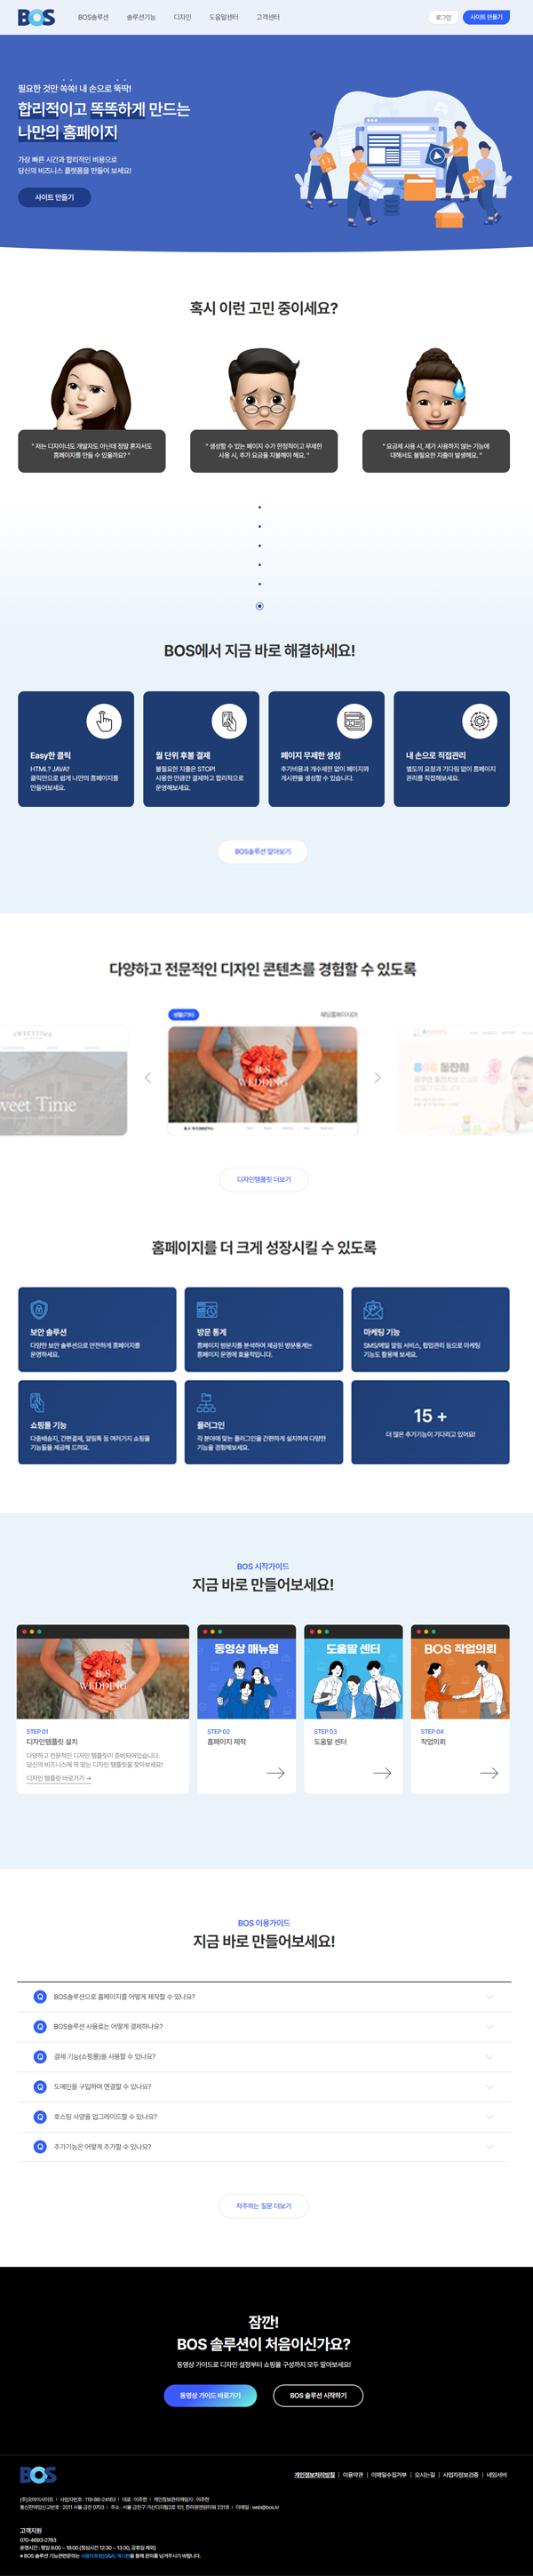 BOS
BOS솔루션 솔루션기능 디자인 도움말센터 고객센터
로그인 사이트 만들기
필요한 것만 쏙쏙! 내 손으로 뚝딱!
합리적이고 똑똑하게 만드는
나만의 홈페이지
가장 빠른 시간과 합리적인 비용으로
당신의 비즈니스 플랫폼을 만들어 보세요!
사이트 만들기
혹시 이런 고민 중이세요?
" 저는 디자이너도 개발자도 아닌데 정말 혼자서도
홈페이지를 만들 수 있을까요? "
" 생성할 수 있는 페이지 수가 한정적이고 무제한
사용 시, 추가 요금을 지불해야 해요. "
" 요금제 사용 시, 제가 사용하지 않는 기능에
대해서도 불필요한 지출이 발생해요. "
BOS에서 지금 바로 해결하세요!
Easy한 클릭
HTML? JAVA?
클릭만으로 쉽게 나만의 홈페이지를
만들어보세요.
월 단위 후불 결제
불필요한 지출은 STOP!
사용한 만큼만 결제하고 합리적으로
운영해보세요.
페이지 무제한 생성
추가비용과 개수제한 없이 페이지와
게시판을 생성할 수 있습니다.
내 손으로 직접관리
별도의 요청과 기다림 없이 홈페이지
관리를 직접해보세요.
BOS솔루션 알아보기
다양하고 전문적인 디자인 콘텐츠를 경험할 수 있도록
생활/기타 웨딩홈페이지01
SWEET TIME
weet Time
B.S
WEDDING
B.S WEDDING
BOS 돌잔치
디자인템플릿 더보기
홈페이지를 더 크게 성장시킬 수 있도록
보안 솔루션
다양한 보안 솔루션으로 안전하게 홈페이지를
운영하세요.
방문 통계
홈페이지 방문자를 분석하여 제공된 방문통계는
홈페이지 운영에 효율적입니다.
마케팅 기능
SMS/메일 알림 서비스, 팝업관리 등으로 마케팅
기능도 활용해 보세요.
쇼핑몰 기능
다중배송지, 간편결제, 알림톡 등 여러가지 쇼핑몰
기능들을 제공해 드려요.
플러그인
각 분야에 맞는 플러그인을 간편하게 설치하여 다양한
기능을 경험해보세요.
15 +
더 많은 추가기능이 기다리고 있어요!
BOS 시작가이드
지금 바로 만들어보세요!
B.S
WEDDING
STEP 01
디자인템플릿 설치
다양하고 전문적인 디자인 템플릿이 준비되어있습니다.
당신의 비즈니스에 딱 맞는 디자인 템플릿을 찾아보세요!
디자인 템플릿 바로가기 →
동영상 매뉴얼
STEP 02
홈페이지 제작
도움말 센터
STEP 03
도움말 센터
BOS 작업의뢰
STEP 04
작업의뢰
BOS 이용가이드
지금 바로 만들어보세요!
Q BOS솔루션으로 홈페이지를 어떻게 제작할 수 있나요?
Q BOS솔루션 사용료는 어떻게 결제하나요?
Q 결제 기능(쇼핑몰)을 사용할 수 있나요?
Q 도메인을 구입하여 연결할 수 있나요?
Q 호스팅 사양을 업그레이드할 수 있나요?
Q 추가기능은 어떻게 추가할 수 있나요?
자주하는 질문 더보기
잠깐!
BOS 솔루션이 처음이신가요?
동영상 가이드로 디자인 설정부터 쇼핑몰 구성까지 모두 알아보세요!
동영상 가이드 바로가기 BOS 솔루션 시작하기
BOS
개인정보처리방침 | 이용약관 | 이메일수집거부 | 오시는길 | 사업자정보검증 | 네임서버
(주)오마이사이트 | 사업자번호 : 119-86-24163 | 대표 : 이주헌 | 개인정보관리책임자 : 이주헌
통신판매업신고번호 : 2011 서울 금천 0703 | 주소 : 서울 금천구 가산디지털2로 101, 한라원앤원타워 231호 | 이메일 : web@bos.kr
고객지원
070-4693-2783
운영시간 : 평일 9:00 ~ 18:00 (점심시간 12:30 ~ 13:30, 공휴일 제외)
※ BOS 솔루션 기능관련문의는 사용자포럼(Q&A) 게시판을 통해 문의를 남겨주시기 바랍니다.